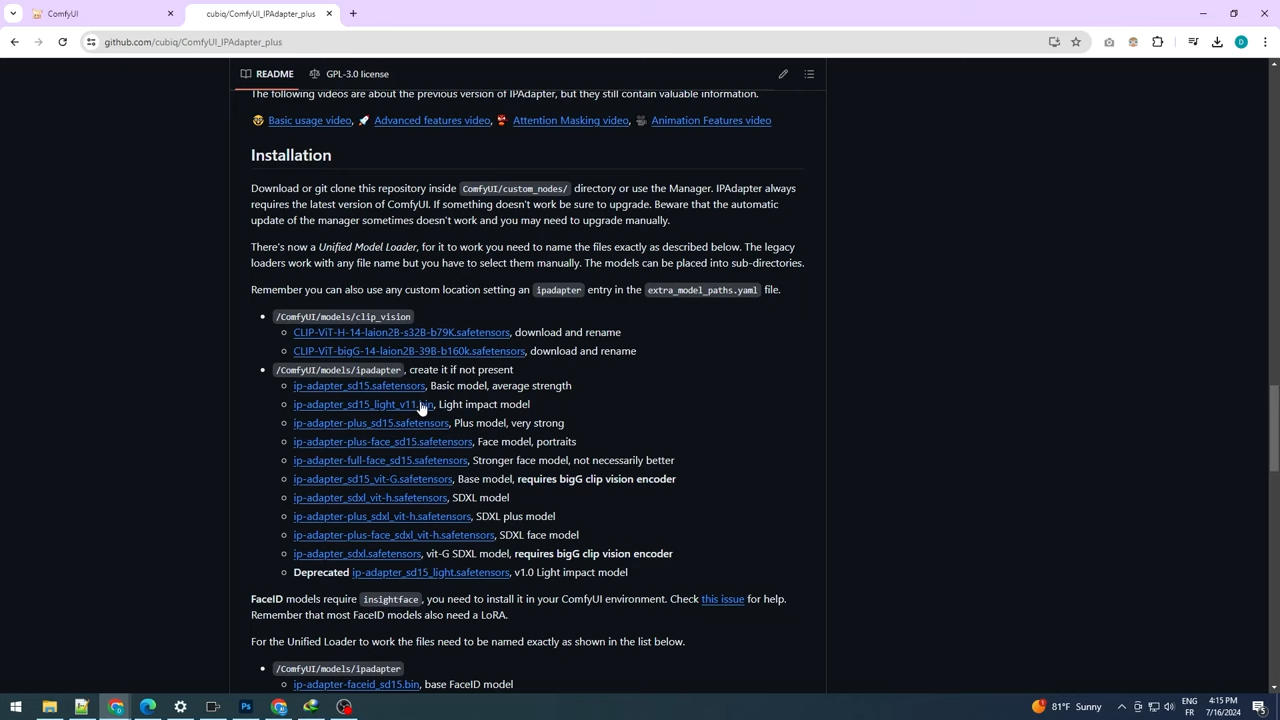 ComfyUI
cubiq/ComfyUI_IPAdapter_plus
github.com/cubiq/ComfyUI_IPAdapter_plus
D
README
GPL-3.0 license
The following videos are about the previous version of IPAdapter, but they still contain valuable information.
Basic usage video, Advanced features video, Attention Masking video, Animation Features video
Installation
Download or git clone this repository inside ComfyUI/custom_nodes/ directory or use the Manager. IPAdapter always
requires the latest version of ComfyUI. If something doesn't work be sure to upgrade. Beware that the automatic
update of the manager sometimes doesn't work and you may need to upgrade manually.
There's now a Unified Model Loader, for it to work you need to name the files exactly as described below. The legacy
loaders work with any file name but you have to select them manually. The models can be placed into sub-directories.
Remember you can also use any custom location setting an ipadapter entry in the extra_model_paths.yaml file.
/ComfyUI/models/clip_vision
CLIP-ViT-H-14-laion2B-s32B-b79K.safetensors, download and rename
CLIP-ViT-bigG-14-laion2B-39B-b160k.safetensors, download and rename
/ComfyUI/models/ipadapter, create it if not present
ip-adapter_sd15.safetensors, Basic model, average strength
ip-adapter_sd15_light_v11.bin, Light impact model
ip-adapter-plus_sd15.safetensors, Plus model, very strong
ip-adapter-plus-face_sd15.safetensors, Face model, portraits
ip-adapter-full-face_sd15.safetensors, Stronger face model, not necessarily better
ip-adapter_sd15_vit-G.safetensors, Base model, requires bigG clip vision encoder
ip-adapter_sdxl_vit-h.safetensors, SDXL model
ip-adapter-plus_sdxl_vit-h.safetensors, SDXL plus model
ip-adapter-plus-face_sdxl_vit-h.safetensors, SDXL face model
ip-adapter_sdxl.safetensors, vit-G SDXL model, requires bigG clip vision encoder
Deprecated ip-adapter_sd15_light.safetensors, v1.0 Light impact model
FaceID models require insightface, you need to install it in your ComfyUI environment. Check this issue for help.
Remember that most FaceID models also need a LoRA.
For the Unified Loader to work the files need to be named exactly as shown in the list below.
/ComfyUI/models/ipadapter
ip-adapter-faceid_sd15.bin, base FaceID model
Ps
81°F Sunny
ENG
FR
4:15 PM
7/16/2024